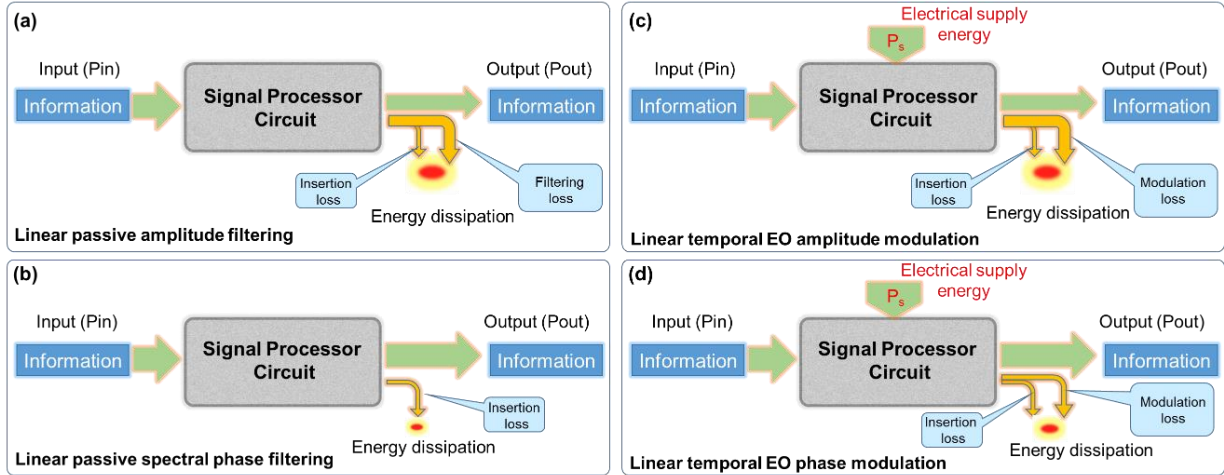 (a)
Input (Pin)
Output (Pout)
Information
Signal Processor
Circuit
Information
Insertion
loss
Filtering
loss
Energy dissipation
Linear passive amplitude filtering
(c)
Electrical supply
energy
Ps
Input (Pin)
Output (Pout)
Information
Signal Processor
Circuit
Information
Insertion
loss
Modulation
loss
Energy dissipation
Linear temporal EO amplitude modulation
(b)
Input (Pin)
Output (Pout)
Information
Signal Processor
Circuit
Information
Insertion
loss
Energy dissipation
Linear passive spectral phase filtering
(d)
Electrical supply
energy
Ps
Input (Pin)
Output (Pout)
Information
Signal Processor
Circuit
Information
Insertion
loss
Modulation
loss
Energy dissipation
Linear temporal EO phase modulation